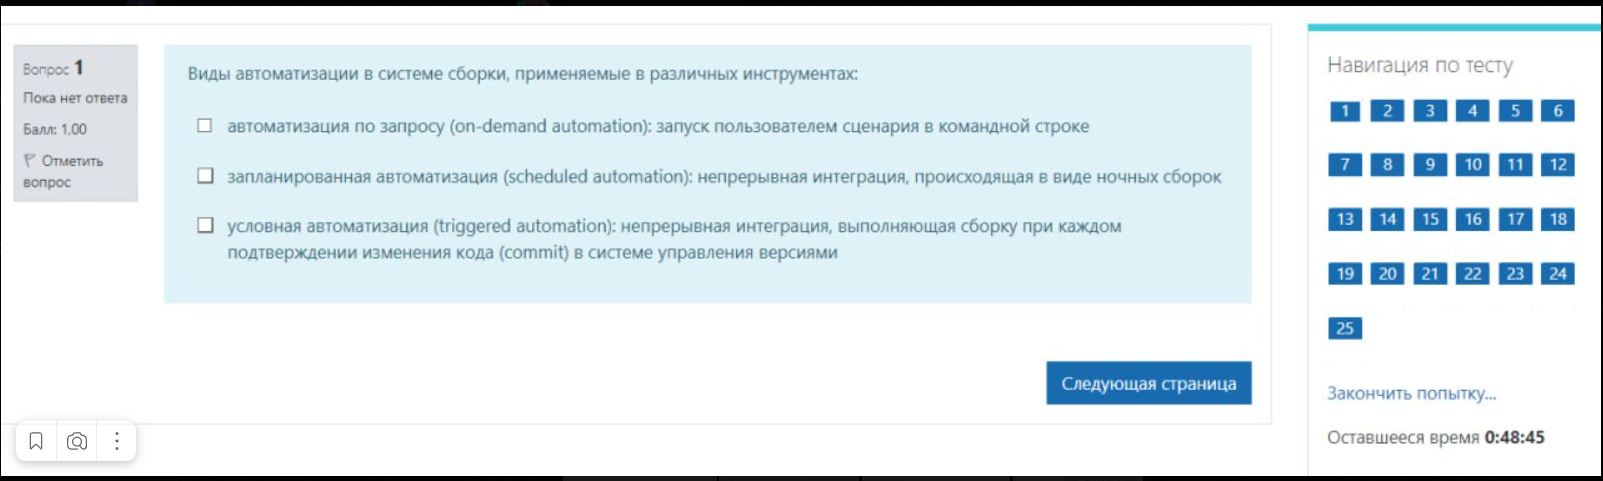 Вопрос 1
Пока нет ответа
Балл: 1,00
Отметить
вопрос
Виды автоматизации в системе сборки, применяемые в различных инструментах:
автоматизация по запросу (on-demand automation): запуск пользователем сценария в командной строке
запланированная автоматизация (scheduled automation): непрерывная интеграция, происходящая в виде ночных сборок
условная автоматизация (triggered automation): непрерывная интеграция, выполняющая сборку при каждом
подтверждении изменения кода (commit) в системе управления версиями
Следующая страница
Навигация по тесту
1 2 3 4 5 6
7 8 9 10 11 12
13 14 15 16 17 18
19 20 21 22 23 24
25
Закончить попытку...
Оставшееся время 0:48:45